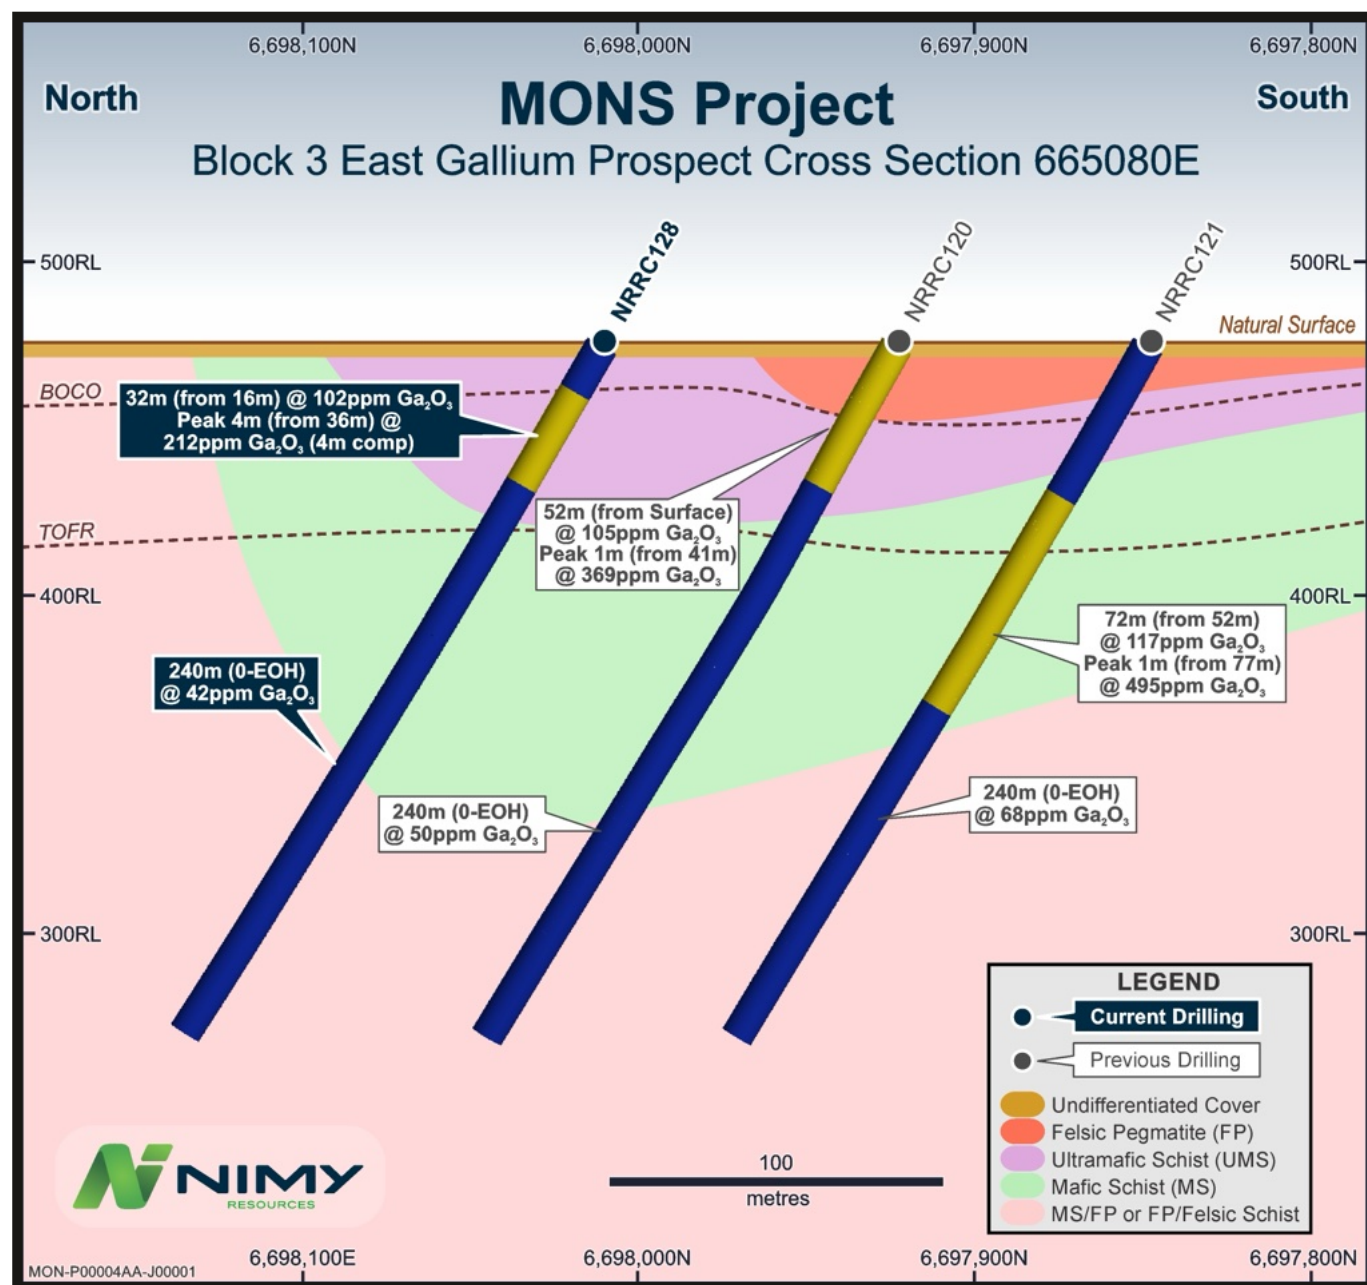 6,698,100N 6,698,000N 6,697,900N 6,697,800N
North
MONS Project
South
Block 3 East Gallium Prospect Cross Section 665080E
NRRC128
NRRC120
NRRC121
500RL
500RL
Natural Surface
BOCO
32m (from 16m) @ 102ppm Ga₂O₃
Peak 4m (from 36m) @
212ppm Ga₂O₃ (4m comp)
52m (from Surface)
@ 105ppm Ga₂O₃
Peak 1m (from 41m)
@ 369ppm Ga₂O₃
TOFR
400RL
400RL
72m (from 52m)
@ 117ppm Ga₂O₃
Peak 1m (from 77m)
@ 495ppm Ga₂O₃
240m (0-EOH)
@ 42ppm Ga₂O₃
240m (0-EOH)
@ 50ppm Ga₂O₃
240m (0-EOH)
@ 68ppm Ga₂O₃
300RL
300RL
LEGEND
Current Drilling
Previous Drilling
Undifferentiated Cover
Felsic Pegmatite (FP)
Ultramafic Schist (UMS)
Mafic Schist (MS)
MS/FP or FP/Felsic Schist
100
metres
NIMY
RESOURCES
6,698,100E 6,698,000N 6,697,900N 6,697,800N
MON-P00004AA-J00001